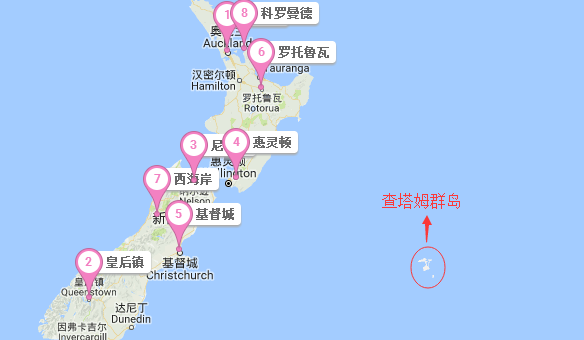 8 科罗曼德
1
Auckland
6 罗托鲁瓦
Tauranga
汉密尔顿
Hamilton
罗托鲁瓦
Rotorua
3
4 惠灵顿
惠灵顿
Wellington
7 西海岸
Nelson
5 基督城
新
基督城
Christchurch
查塔姆群岛
2 皇后镇
皇后镇
Queenstown
达尼丁
Dunedin
因弗卡吉尔
Invercargill